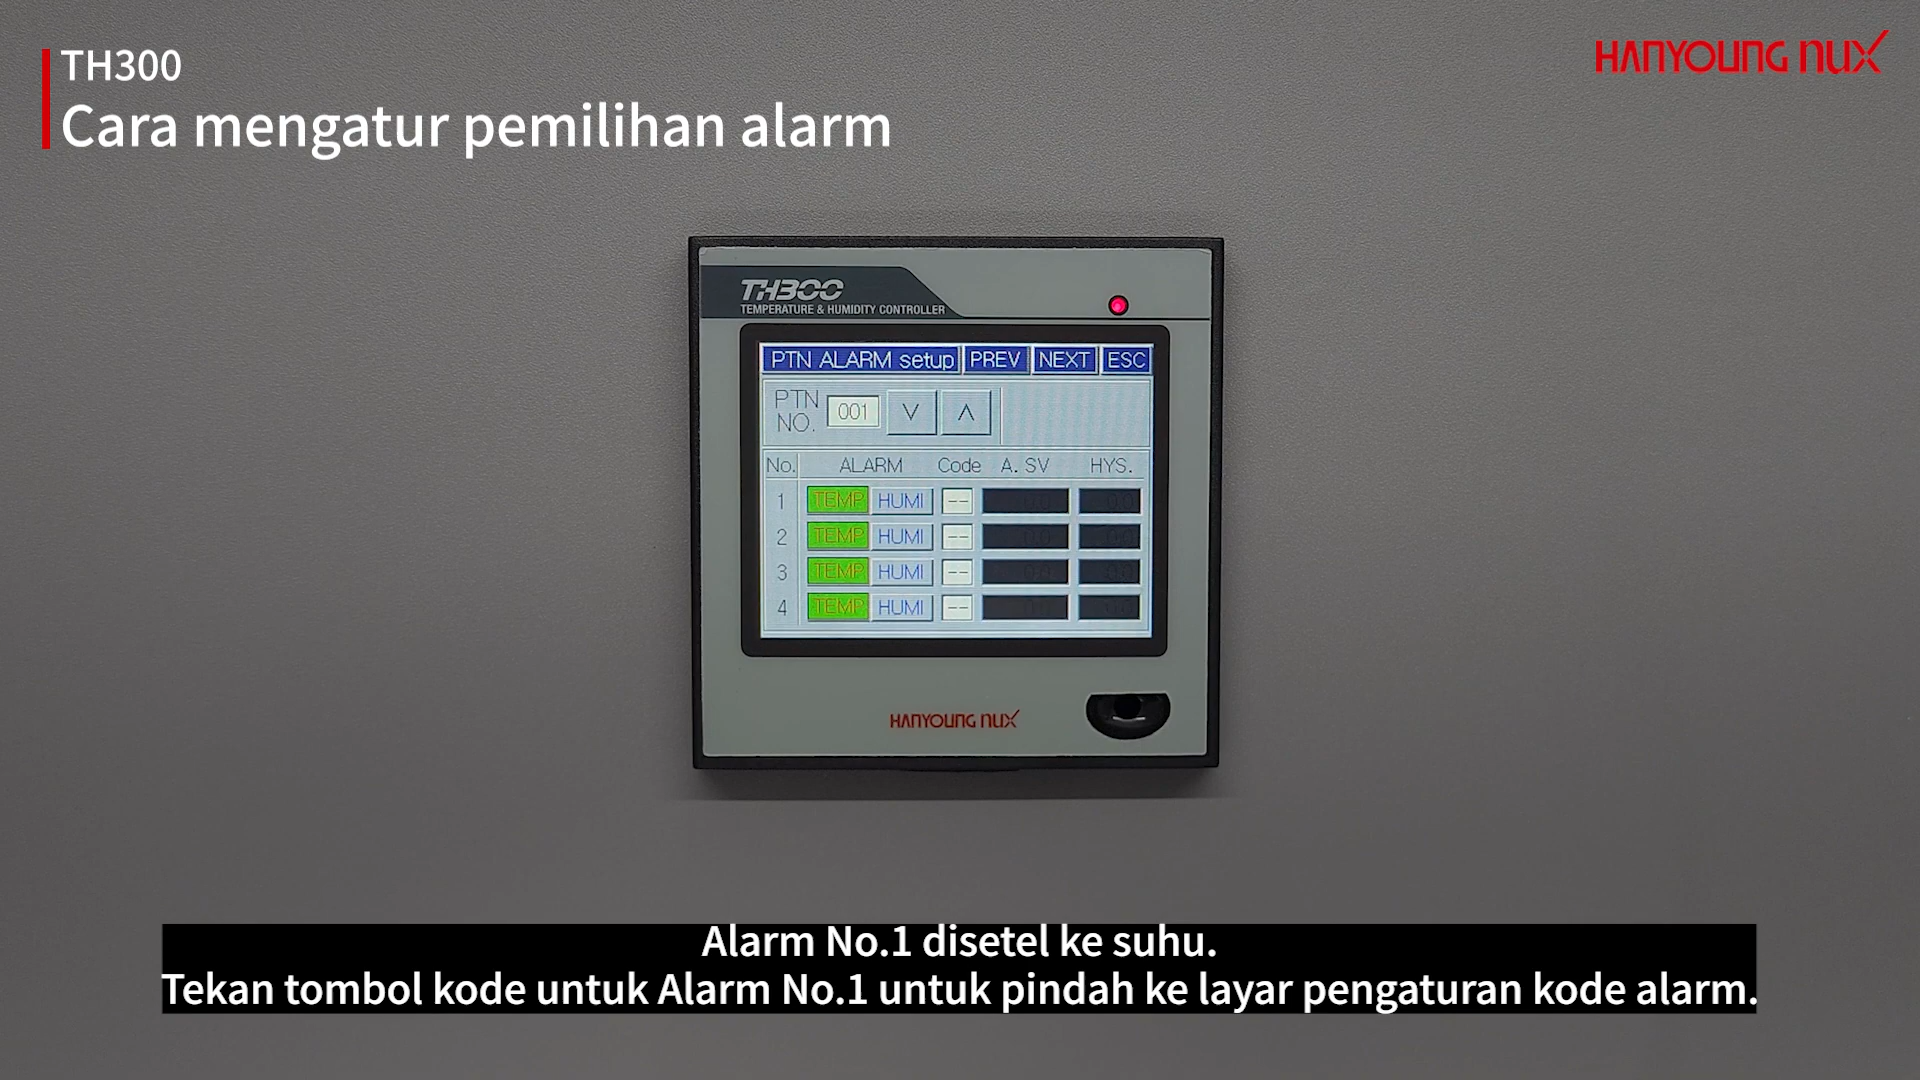 TH300
Cara mengatur pemilihan alarm
HANYOUNG NUX
TH300
TEMPERATURE & HUMIDITY CONTROLLER
PTN ALARM setup PREV NEXT ESC
PTN NO. 001 ∨ ∧
No. ALARM Code A. SV HYS.
1 TEMP HUMI --
2 TEMP HUMI --
3 TEMP HUMI --
4 TEMP HUMI --
HANYOUNG NUX
Alarm No.1 disetel ke suhu.
Tekan tombol kode untuk Alarm No.1 untuk pindah ke layar pengaturan kode alarm.